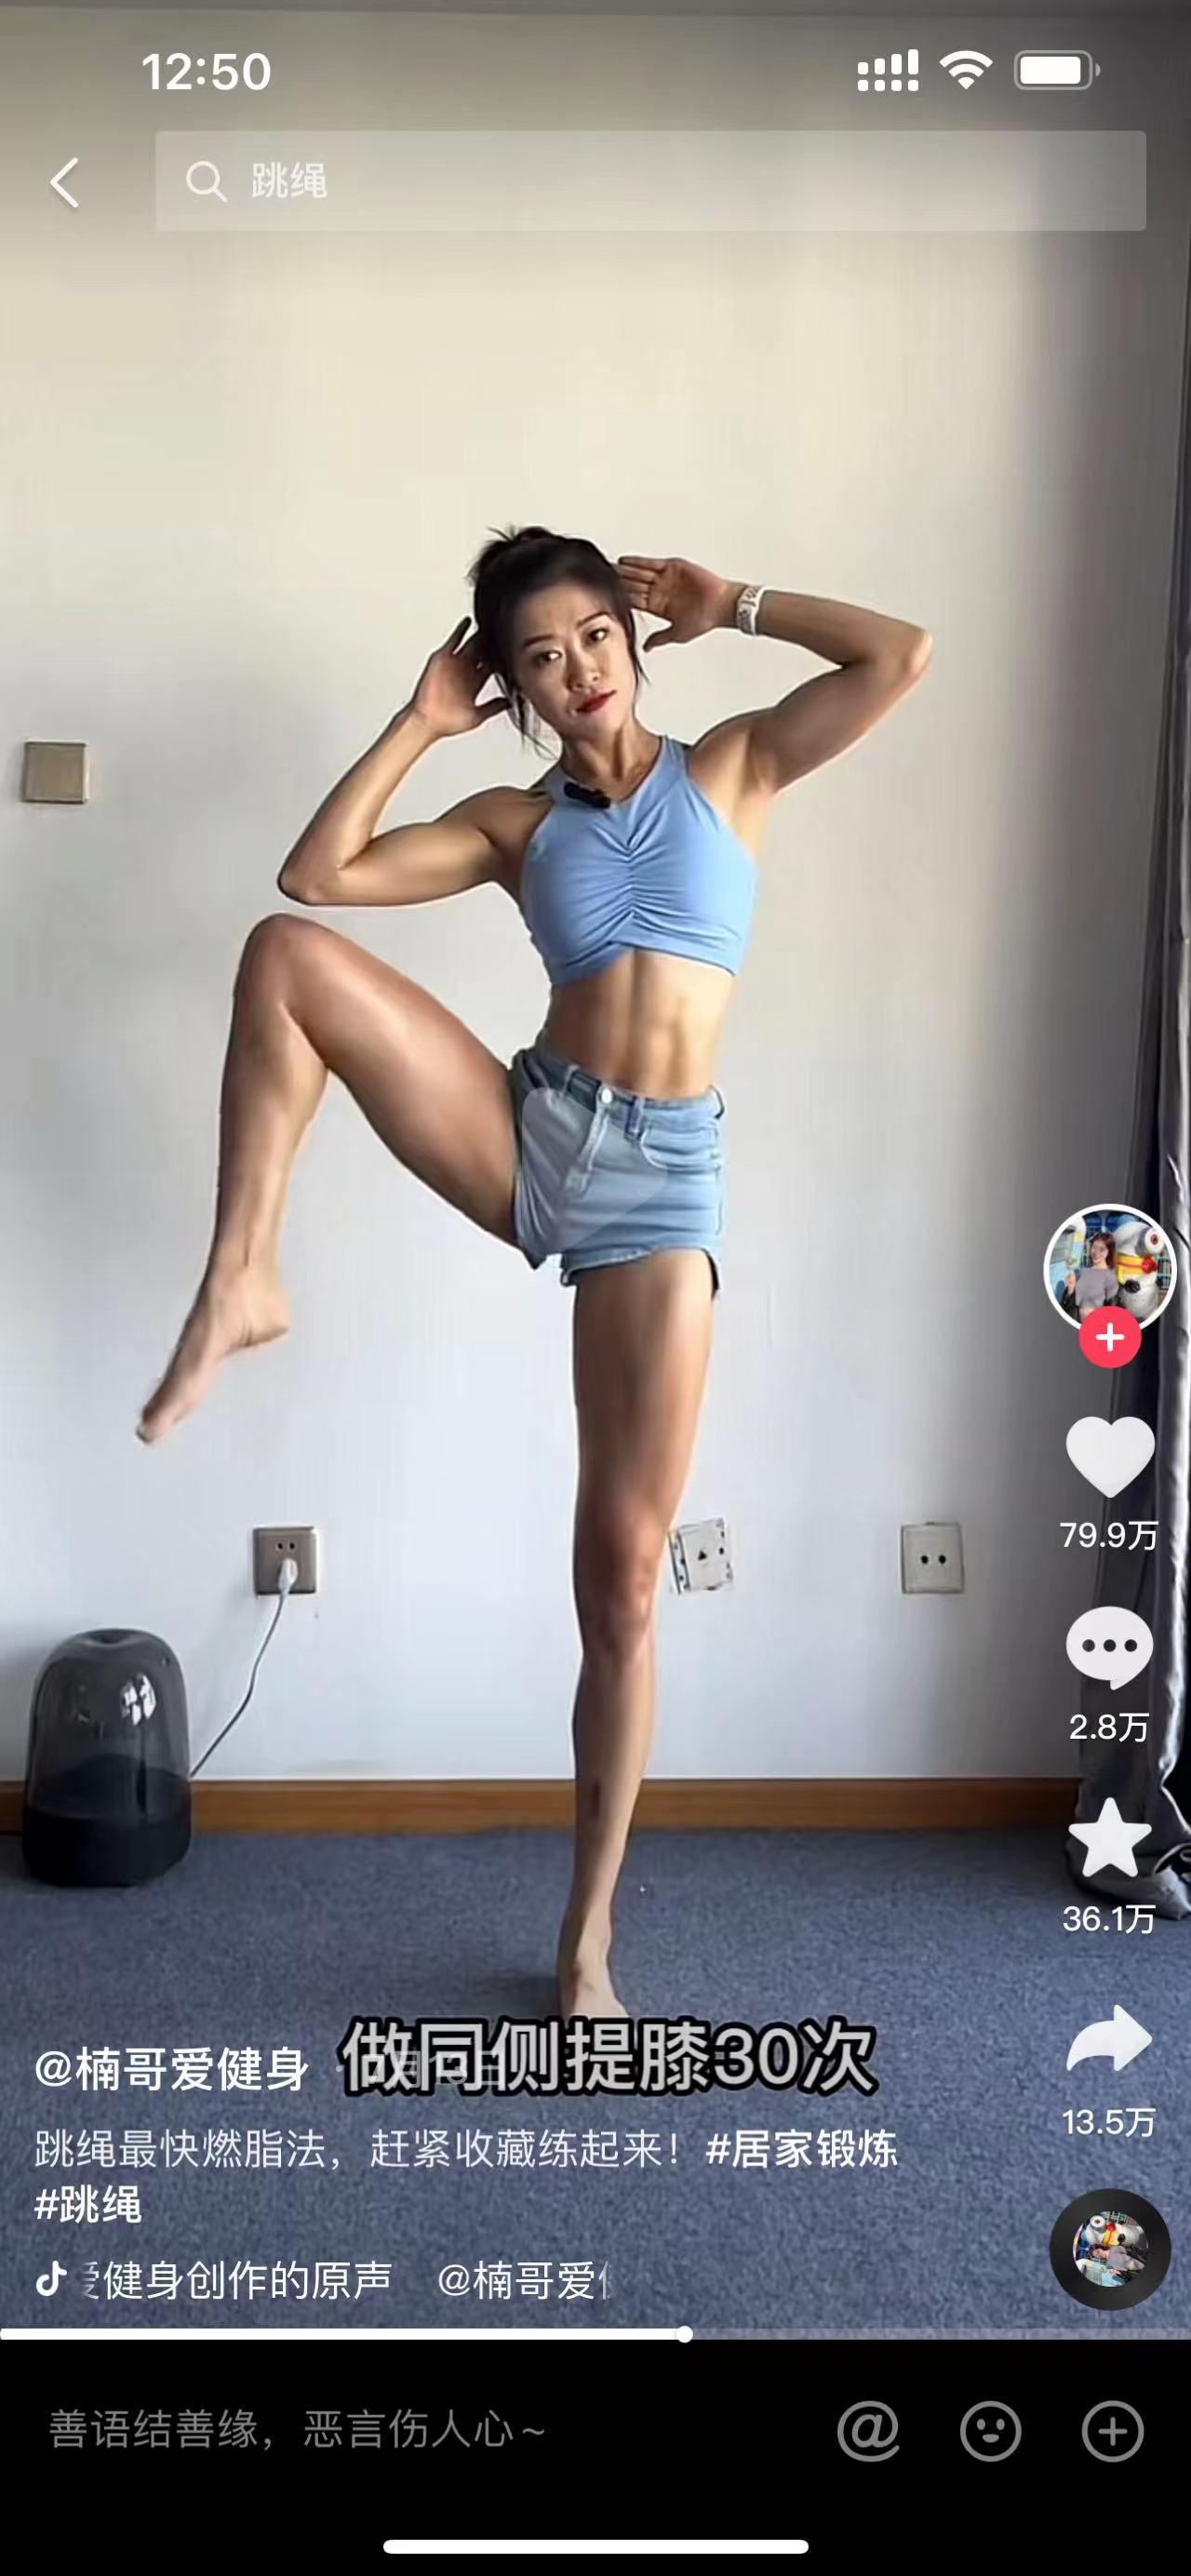 12:50
跳绳
79.9万
2.8万
36.1万
13.5万
做同侧提膝30次
@楠哥爱健身
跳绳最快燃脂法，赶紧收藏练起来！#居家锻炼
#跳绳
健身创作的原声 @楠哥爱
善语结善缘，恶言伤人心～